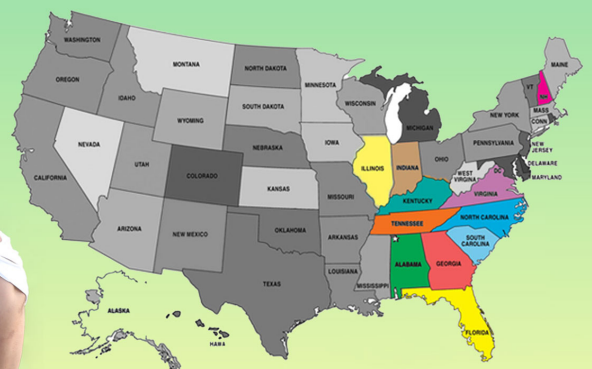 WASHINGTON
OREGON
IDAHO
MONTANA
NORTH DAKOTA
MINNESOTA
SOUTH DAKOTA
WYOMING
WISCONSIN
MICHIGAN
MAINE
VT
NH
NEW YORK
MASS
CONN
RI
NEVADA
UTAH
COLORADO
NEBRASKA
IOWA
ILLINOIS
INDIANA
OHIO
PENNSYLVANIA
NEW
JERSEY
DELAWARE
MARYLAND
DC
WEST
VIRGINIA
VIRGINIA
CALIFORNIA
KANSAS
MISSOURI
KENTUCKY
TENNESSEE
NORTH CAROLINA
SOUTH
CAROLINA
ARIZONA
NEW MEXICO
OKLAHOMA
ARKANSAS
ALABAMA
GEORGIA
TEXAS
LOUISIANA
MISSISSIPPI
FLORIDA
ALASKA